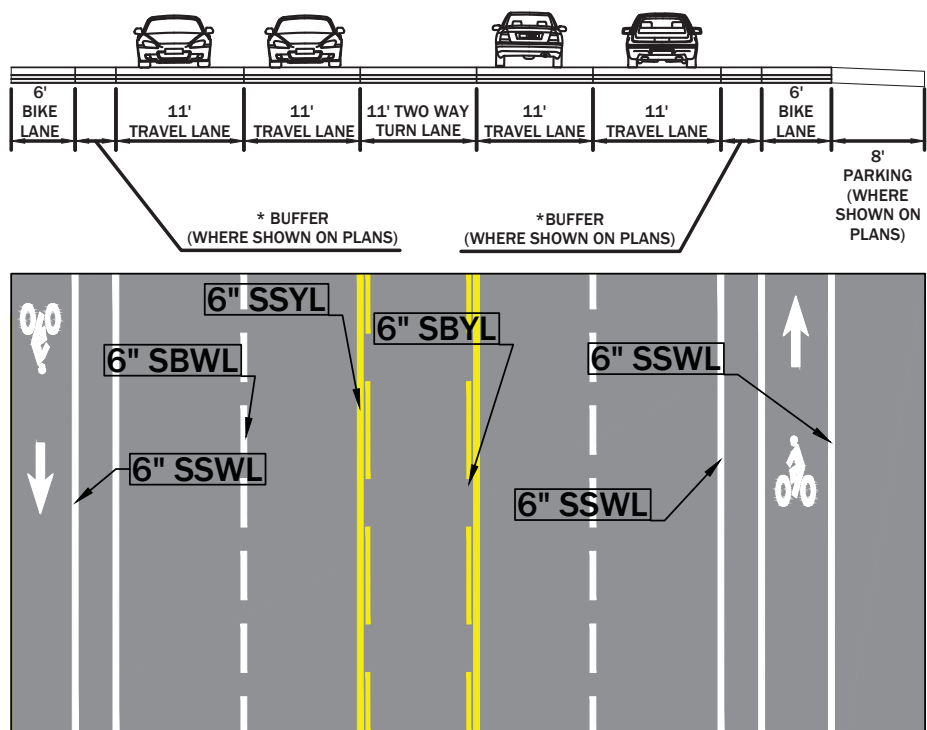 6'
BIKE
LANE
11'
TRAVEL LANE
11'
TRAVEL LANE
11' TWO WAY
TURN LANE
11'
TRAVEL LANE
11'
TRAVEL LANE
6'
BIKE
LANE
8'
PARKING
(WHERE
SHOWN ON
PLANS)
* BUFFER
(WHERE SHOWN ON PLANS)
*BUFFER
(WHERE SHOWN ON PLANS)
6" SSYL
6" SBYL
6" SBWL
6" SSWL
6" SSWL
6" SSWL